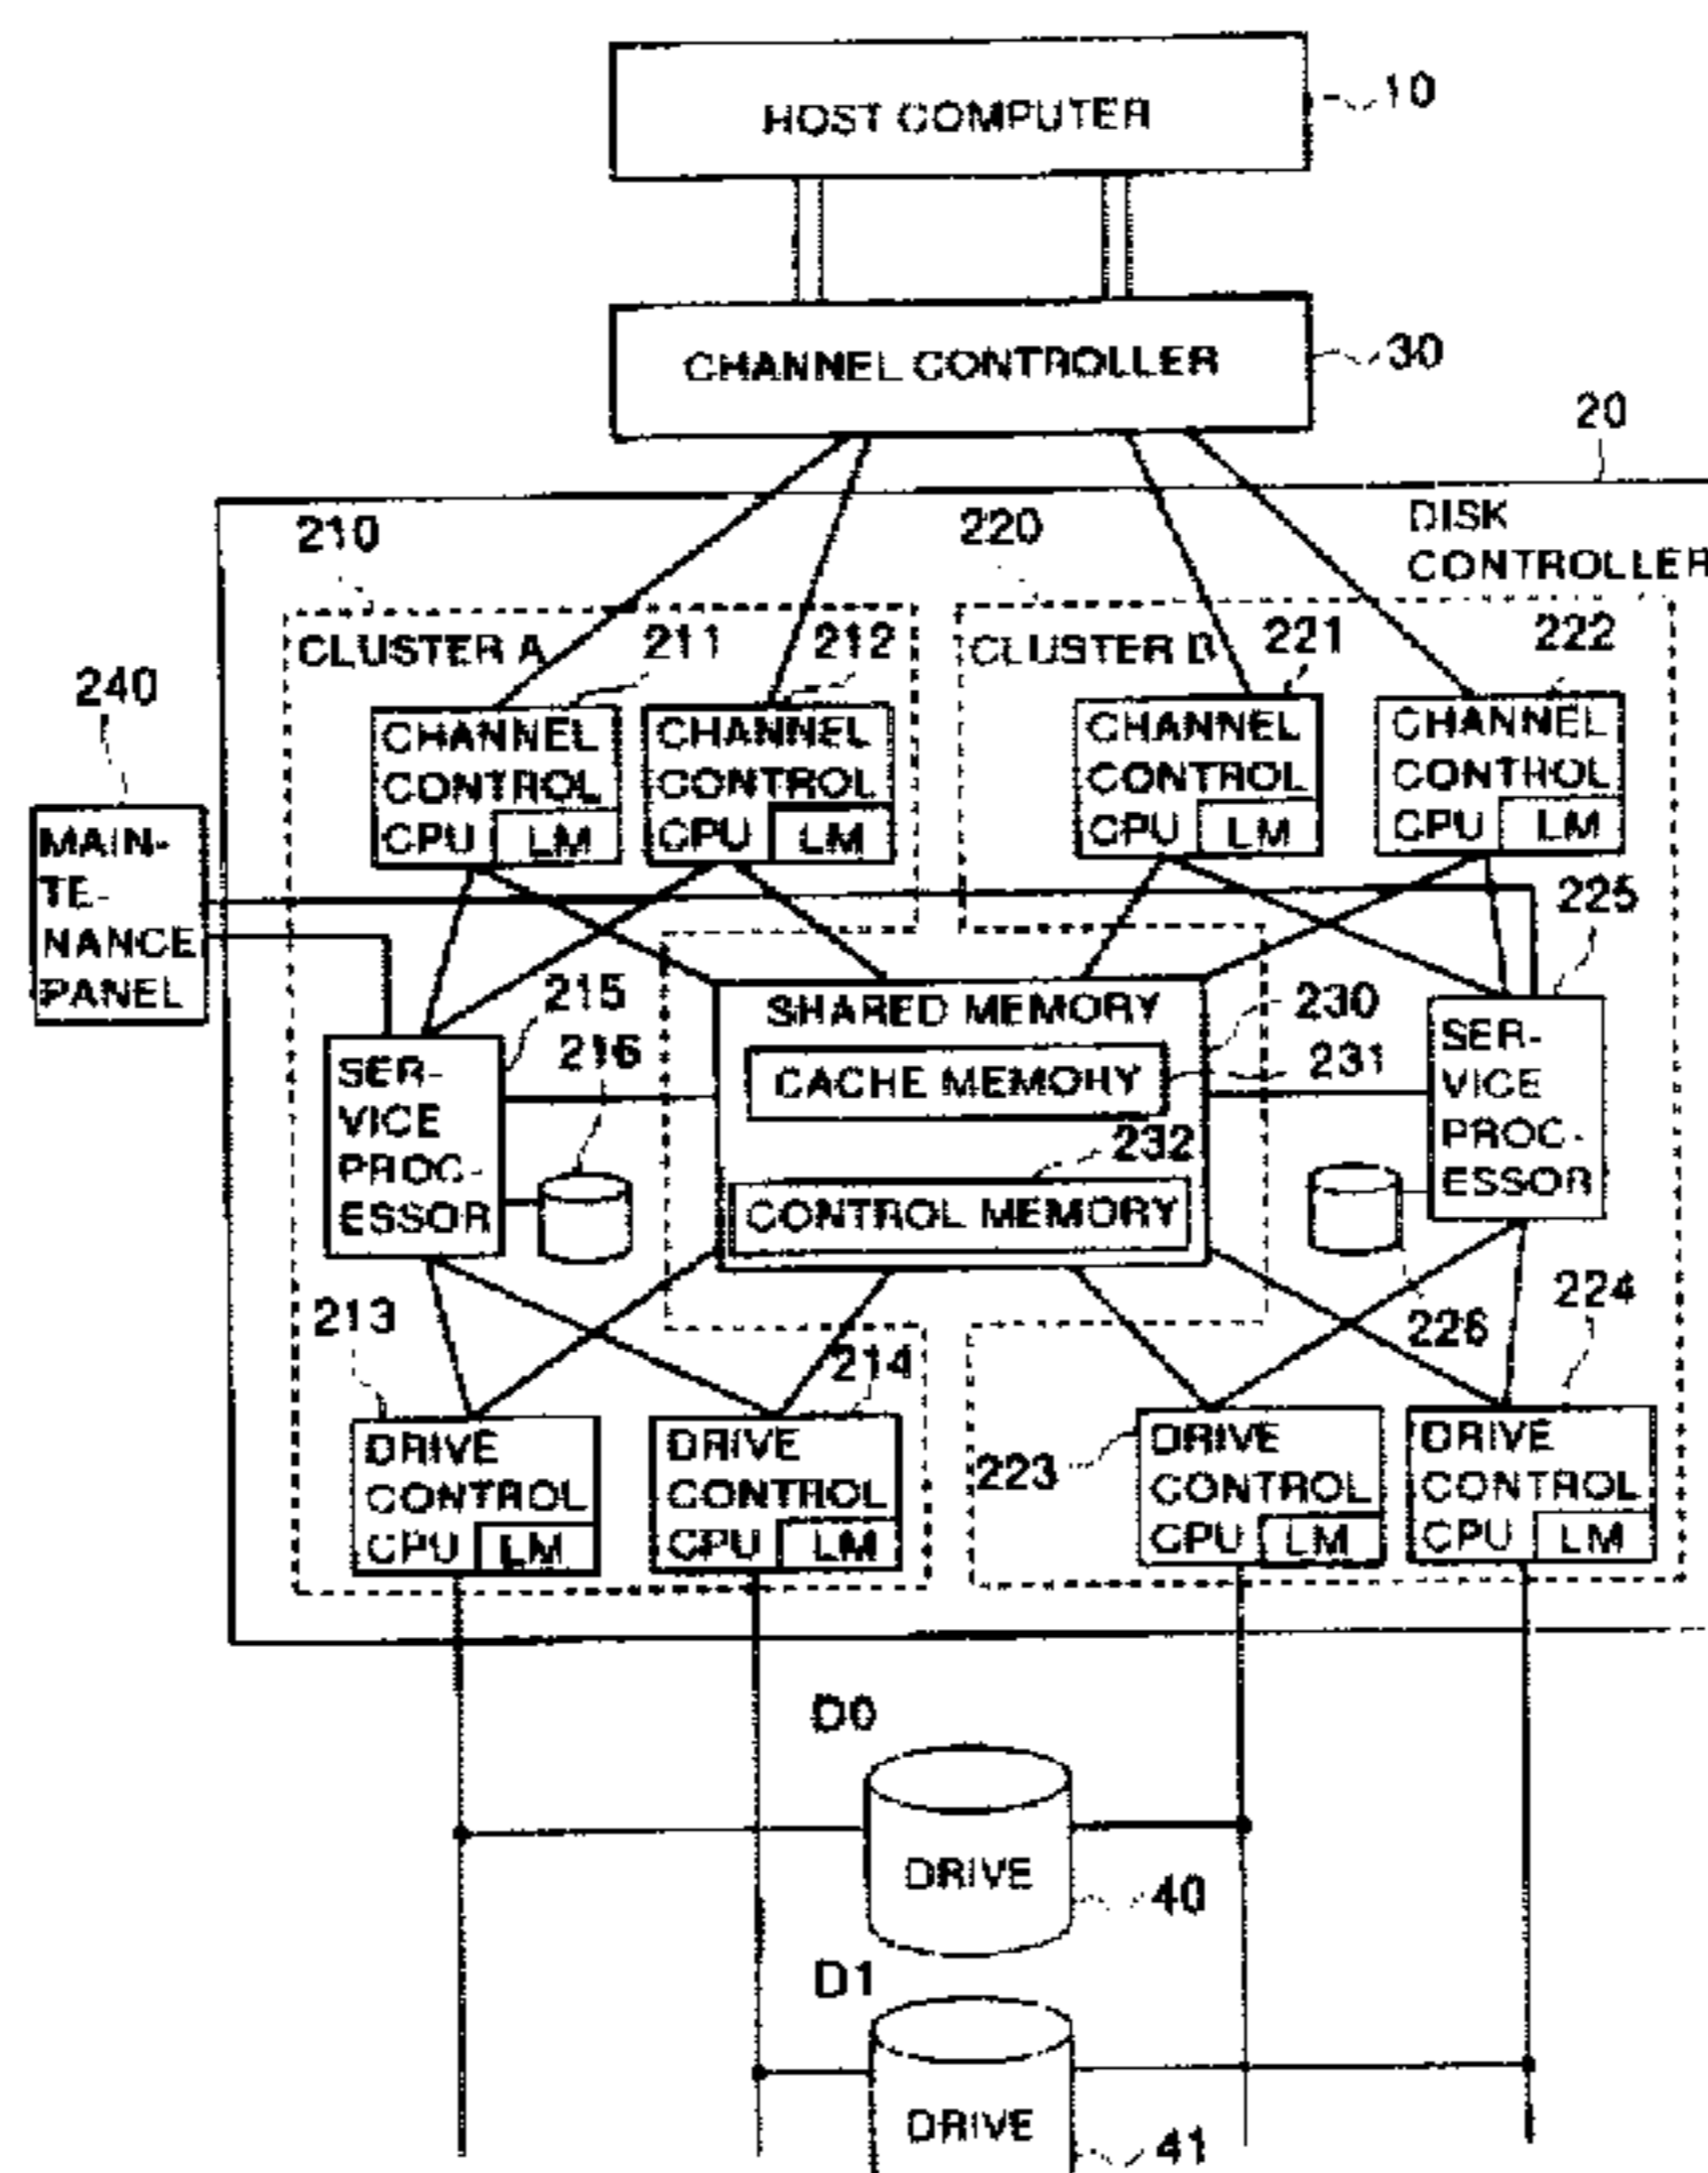 HOST COMPUTER
10
CHANNEL CONTROLLER
30
20
DISK
CONTROLLER
210
220
CLUSTER A
211
212
CLUSTER B
221
222
240
CHANNEL
CONTROL
CPU
LM
CHANNEL
CONTROL
CPU
LM
CHANNEL
CONTROL
CPU
LM
CHANNEL
CONTROL
CPU
LM
MAIN-
TE-
NANCE
PANEL
225
215
216
SHARED MEMORY
230
CACHE MEMORY
231
232
CONTROL MEMORY
SER-
VICE
PROC-
ESSOR
SER-
VICE
PROC-
ESSOR
213
214
226
224
223
DRIVE
CONTROL
CPU
LM
DRIVE
CONTROL
CPU
LM
DRIVE
CONTROL
CPU
LM
DRIVE
CONTROL
CPU
LM
D0
DRIVE
40
D1
DRIVE
41